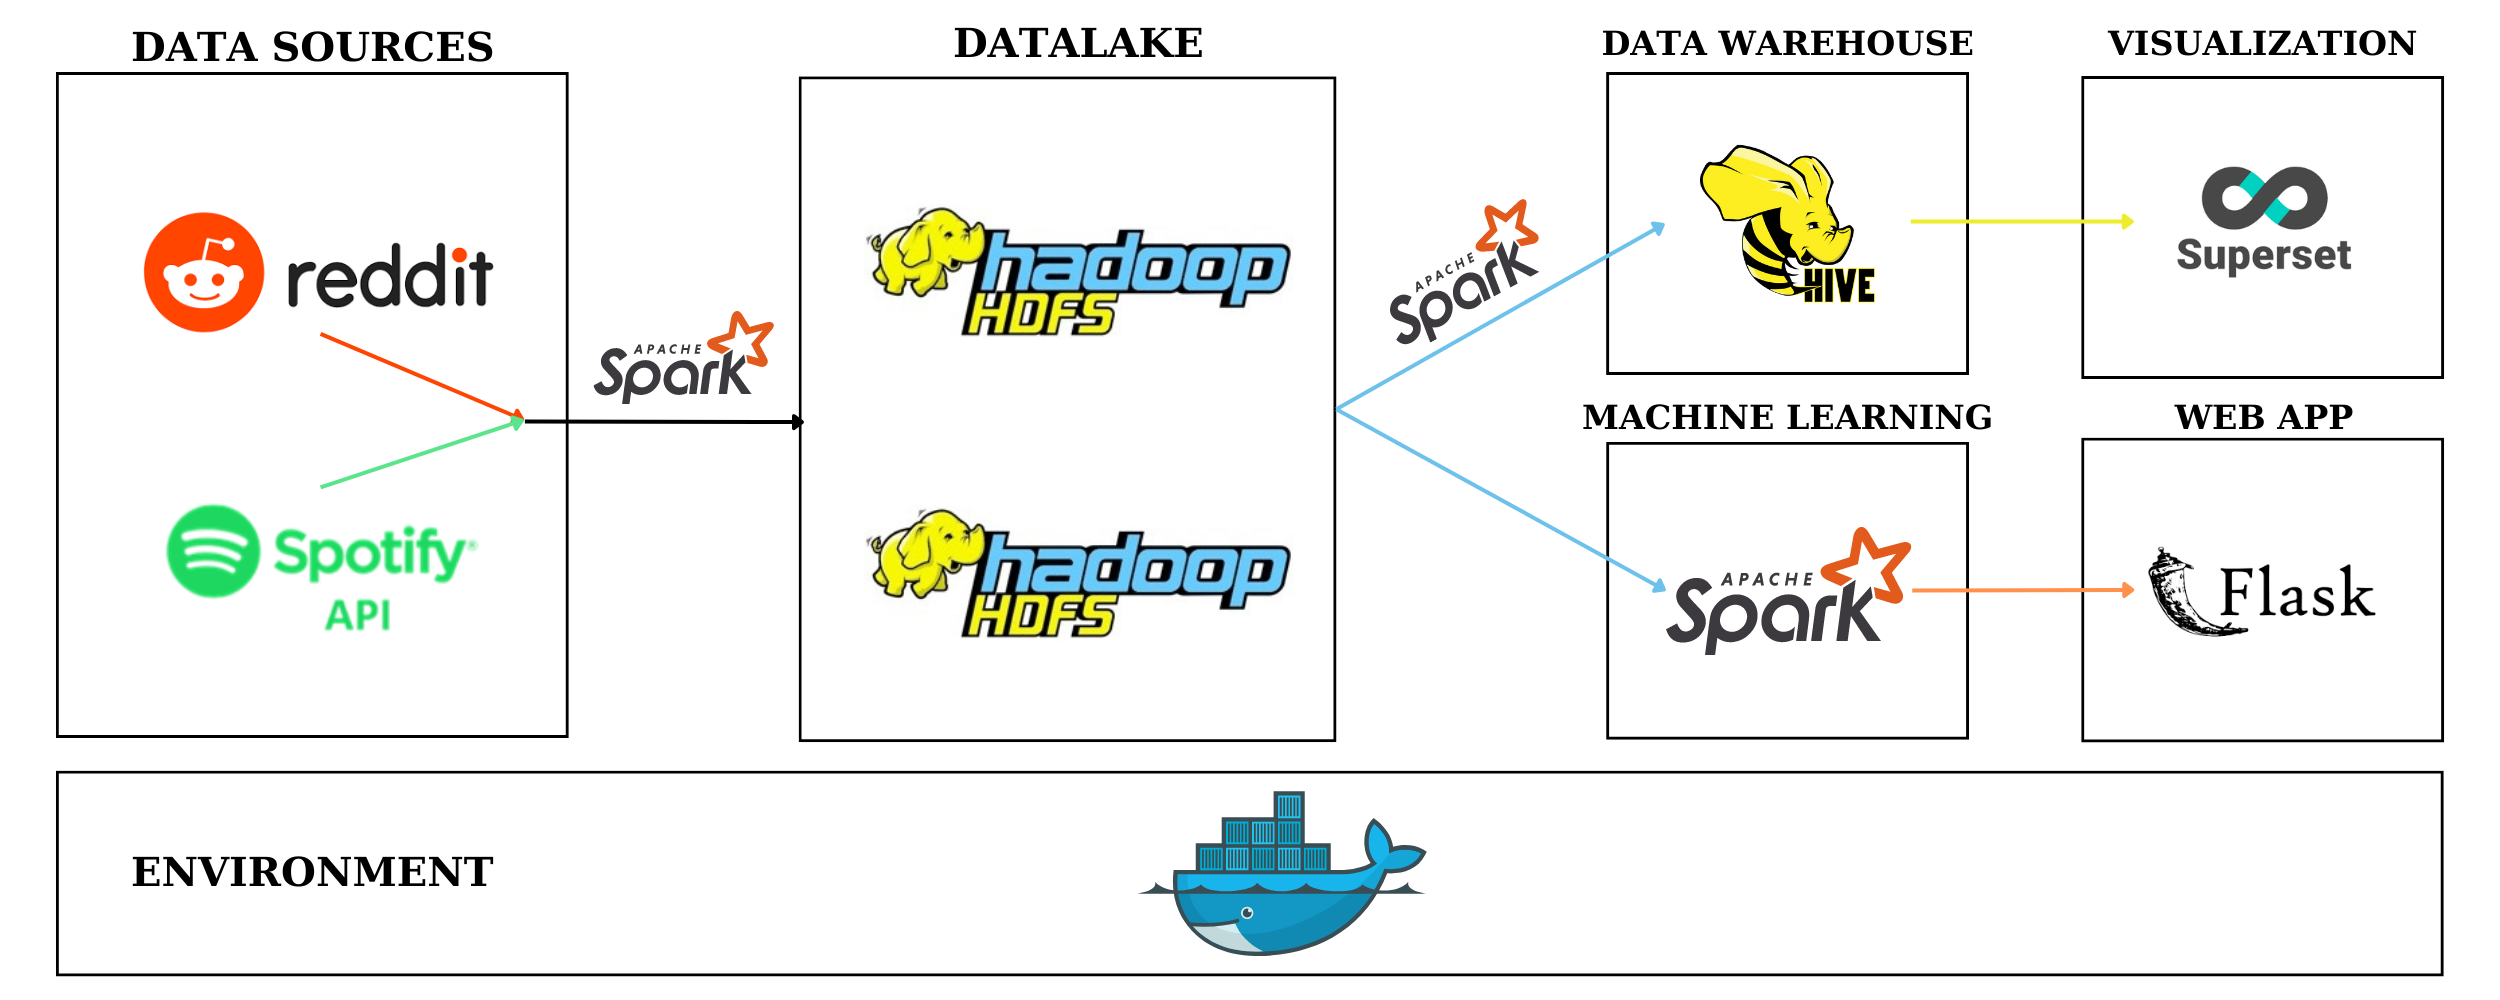 DATA SOURCES
reddit
Spotify®
API
APACHE
Spark
DATALAKE
hadoop
HDFS
hadoop
HDFS
APACHE
Spark
DATA WAREHOUSE
HIVE
VISUALIZATION
Superset
MACHINE LEARNING
APACHE
Spark
WEB APP
Flask
ENVIRONMENT